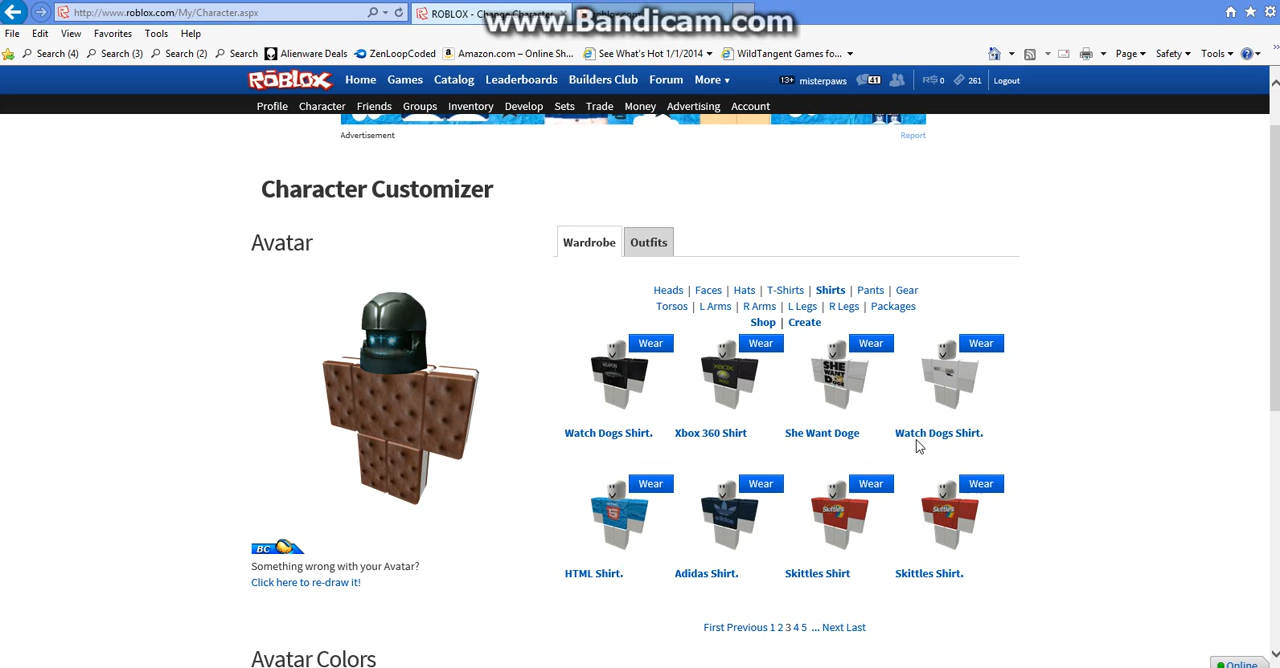 http://www.roblox.com/My/Character.aspx
ROBLOX - Change Character
www.Bandicam.com
File Edit View Favorites Tools Help
Search (4) Search (3) Search (2) Search Alienware Deals ZenLoopCoded Amazon.com – Online Sh... See What's Hot 1/1/2014 WildTangent Games fo... Page Safety Tools
ROBLOX Home Games Catalog Leaderboards Builders Club Forum More 13+ misterpaws 41 R$ 0 261 Logout
Profile Character Friends Groups Inventory Develop Sets Trade Money Advertising Account
Advertisement Report
Character Customizer
Avatar
Wardrobe Outfits
Heads | Faces | Hats | T-Shirts | Shirts | Pants | Gear
Torsos | L Arms | R Arms | L Legs | R Legs | Packages
Shop | Create
Wear Wear Wear Wear
WEAPON XBOX SHE WANT
Watch Dogs Shirt. Xbox 360 Shirt She Want Doge Watch Dogs Shirt.
Wear Wear Wear Wear
adidas Skittles Skittles
HTML Shirt. Adidas Shirt. Skittles Shirt Skittles Shirt.
BC
Something wrong with your Avatar?
Click here to re-draw it!
First Previous 1 2 3 4 5 ... Next Last
Avatar Colors
Online